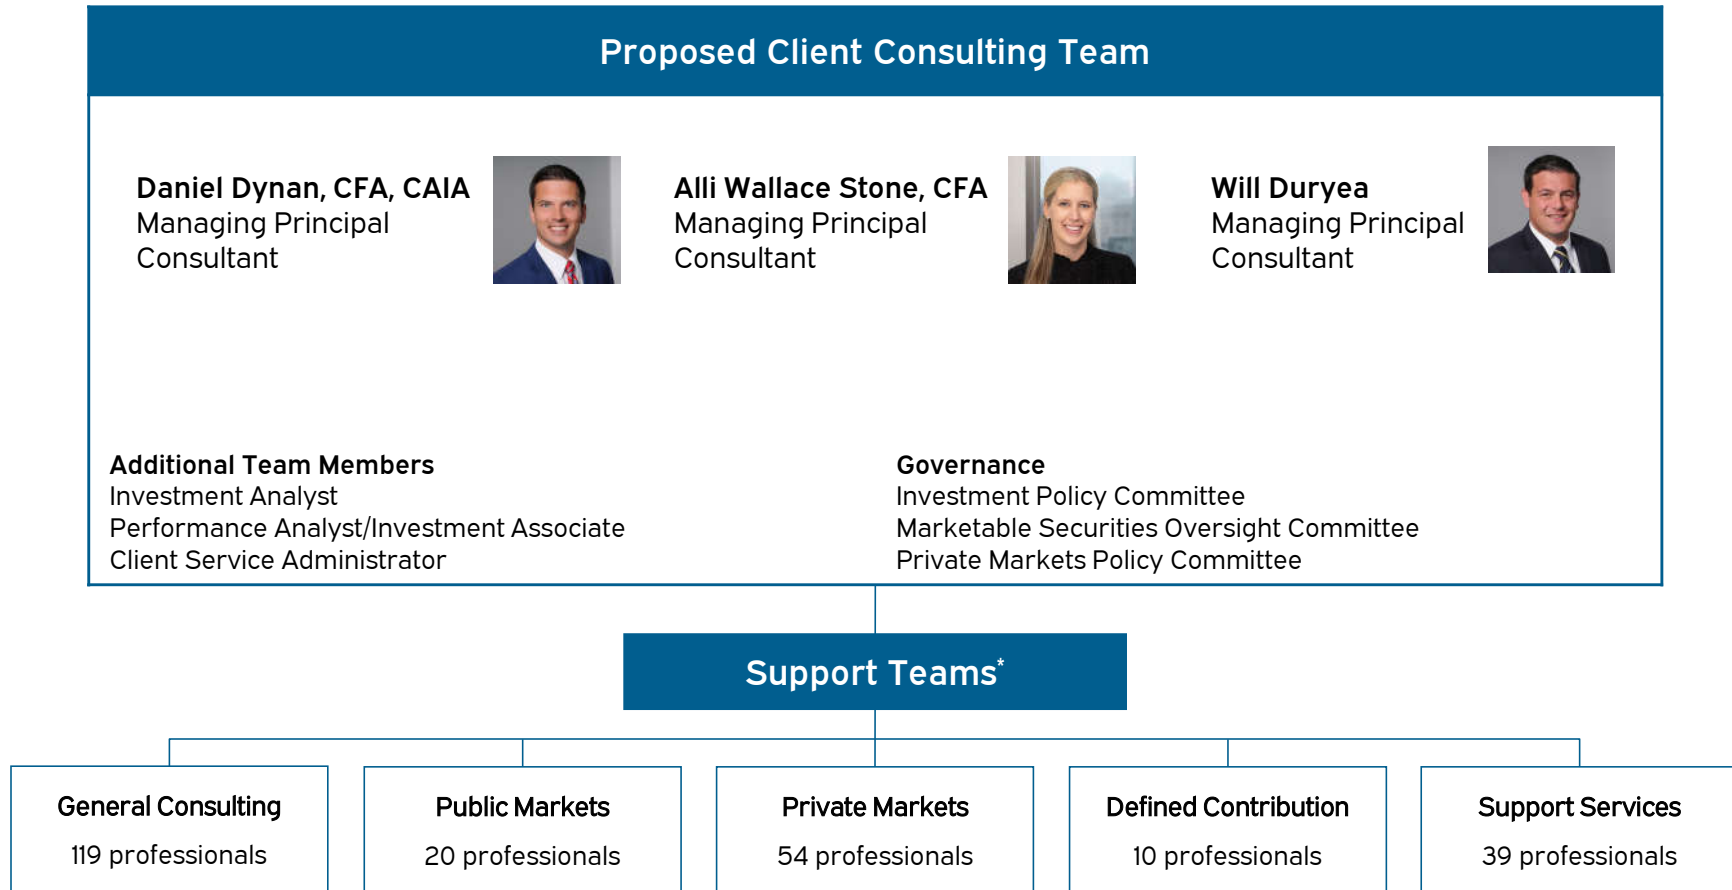 Proposed Client Consulting Team
Daniel Dynan, CFA, CAIA
Managing Principal
Consultant
Alli Wallace Stone, CFA
Managing Principal
Consultant
Will Duryea
Managing Principal
Consultant
Additional Team Members
Investment Analyst
Performance Analyst/Investment Associate
Client Service Administrator
Governance
Investment Policy Committee
Marketable Securities Oversight Committee
Private Markets Policy Committee
Support Teams*
General Consulting
119 professionals
Public Markets
20 professionals
Private Markets
54 professionals
Defined Contribution
10 professionals
Support Services
39 professionals